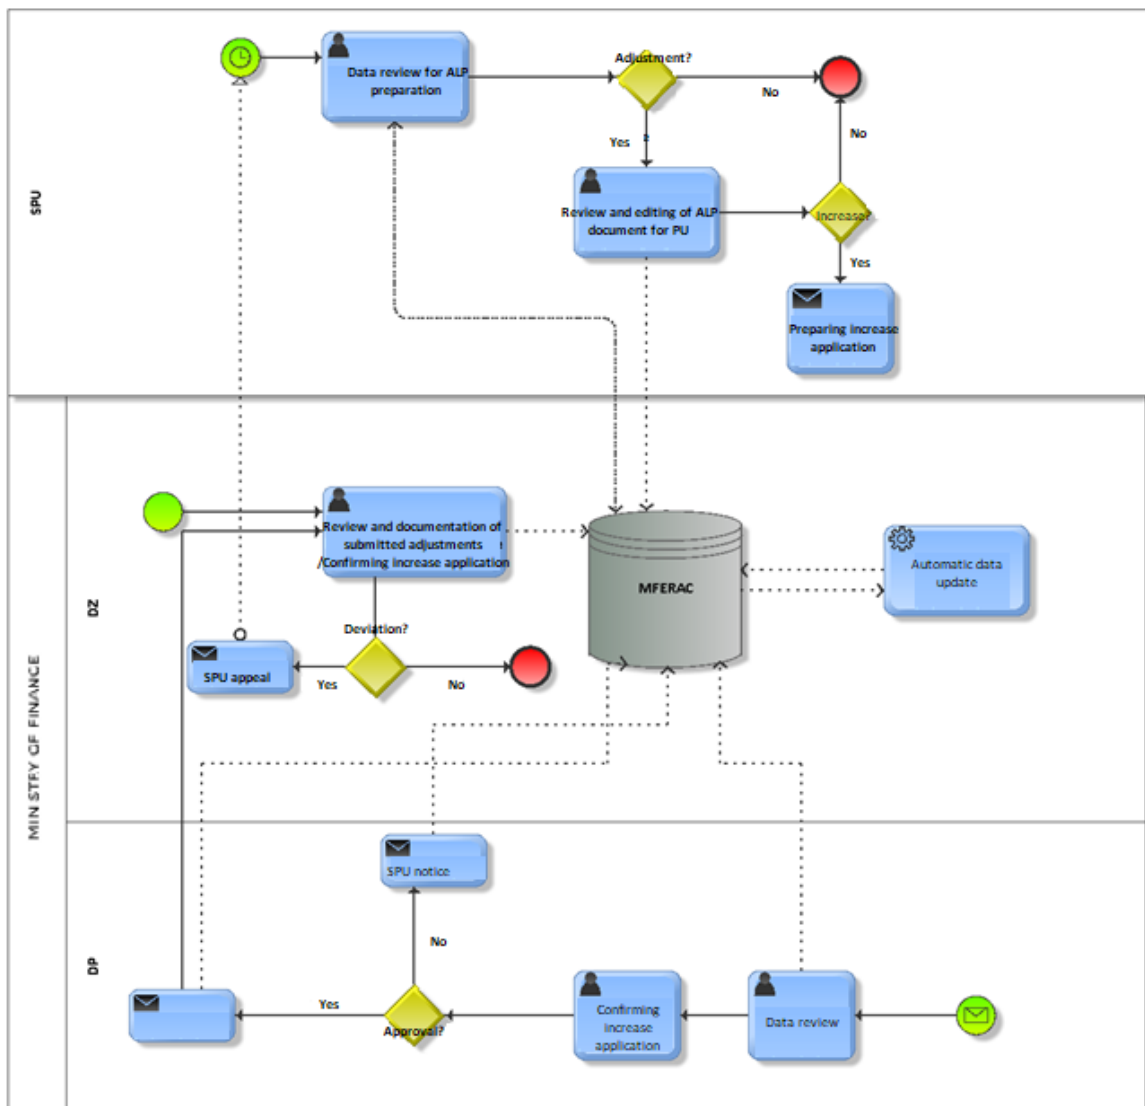 Data review for ALP
preparation
Adjustment?
No
Yes
No
Review and editing of ALP
document for PU
Increase?
Yes
Preparing increase
application
SPU
Review and documentation of
submitted adjustments
/Confirming increase application
MFERAC
Automatic data
update
DZ
Deviation?
SPU appeal
Yes
No
MINISTRY OF FINANCE
SPU notice
No
DP
Yes
Approval?
Confirming
increase
application
Data review